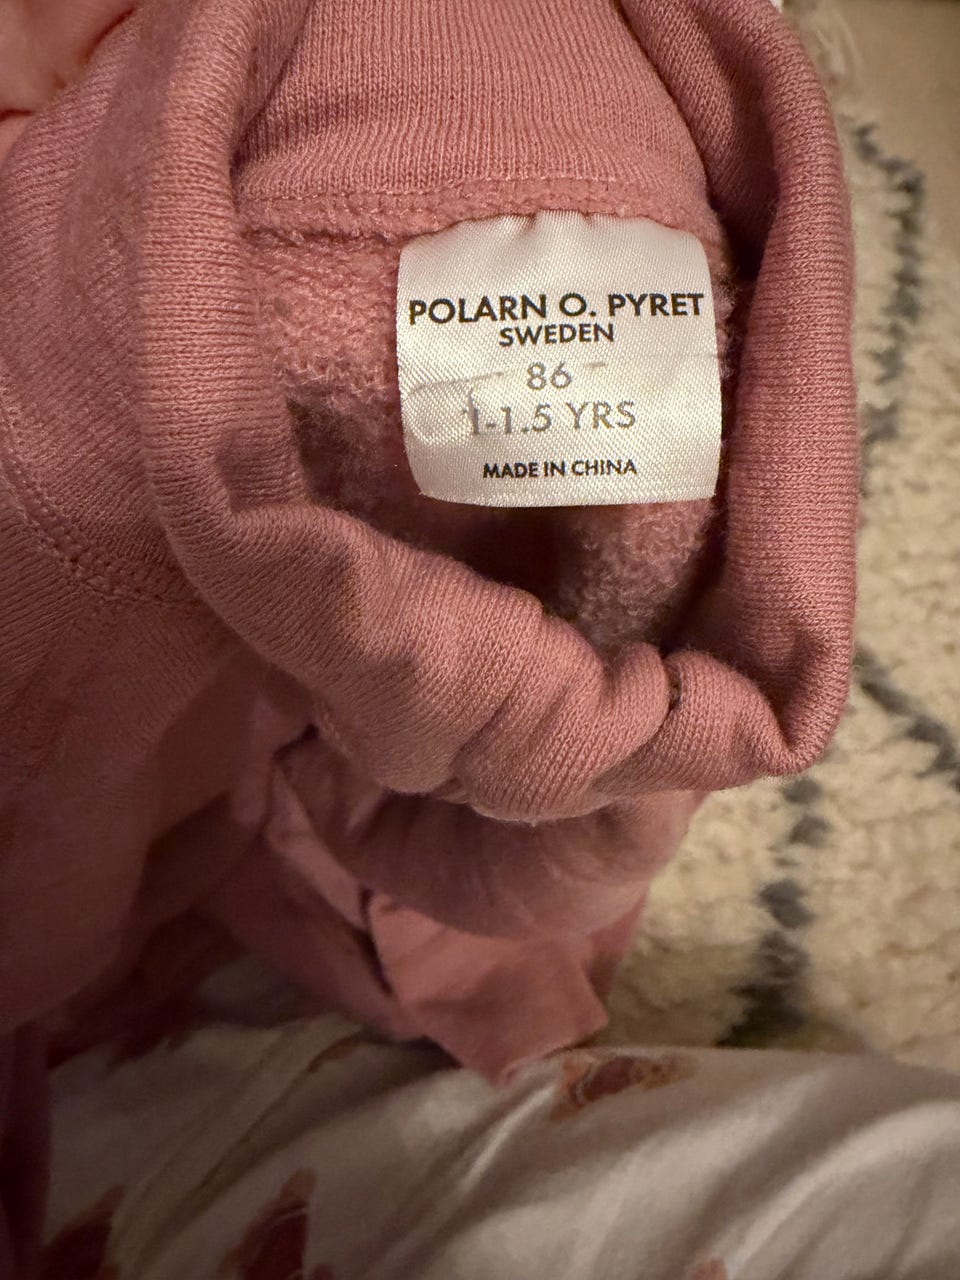 POLARN O. PYRET
SWEDEN
86
1-1.5 YRS
MADE IN CHINA